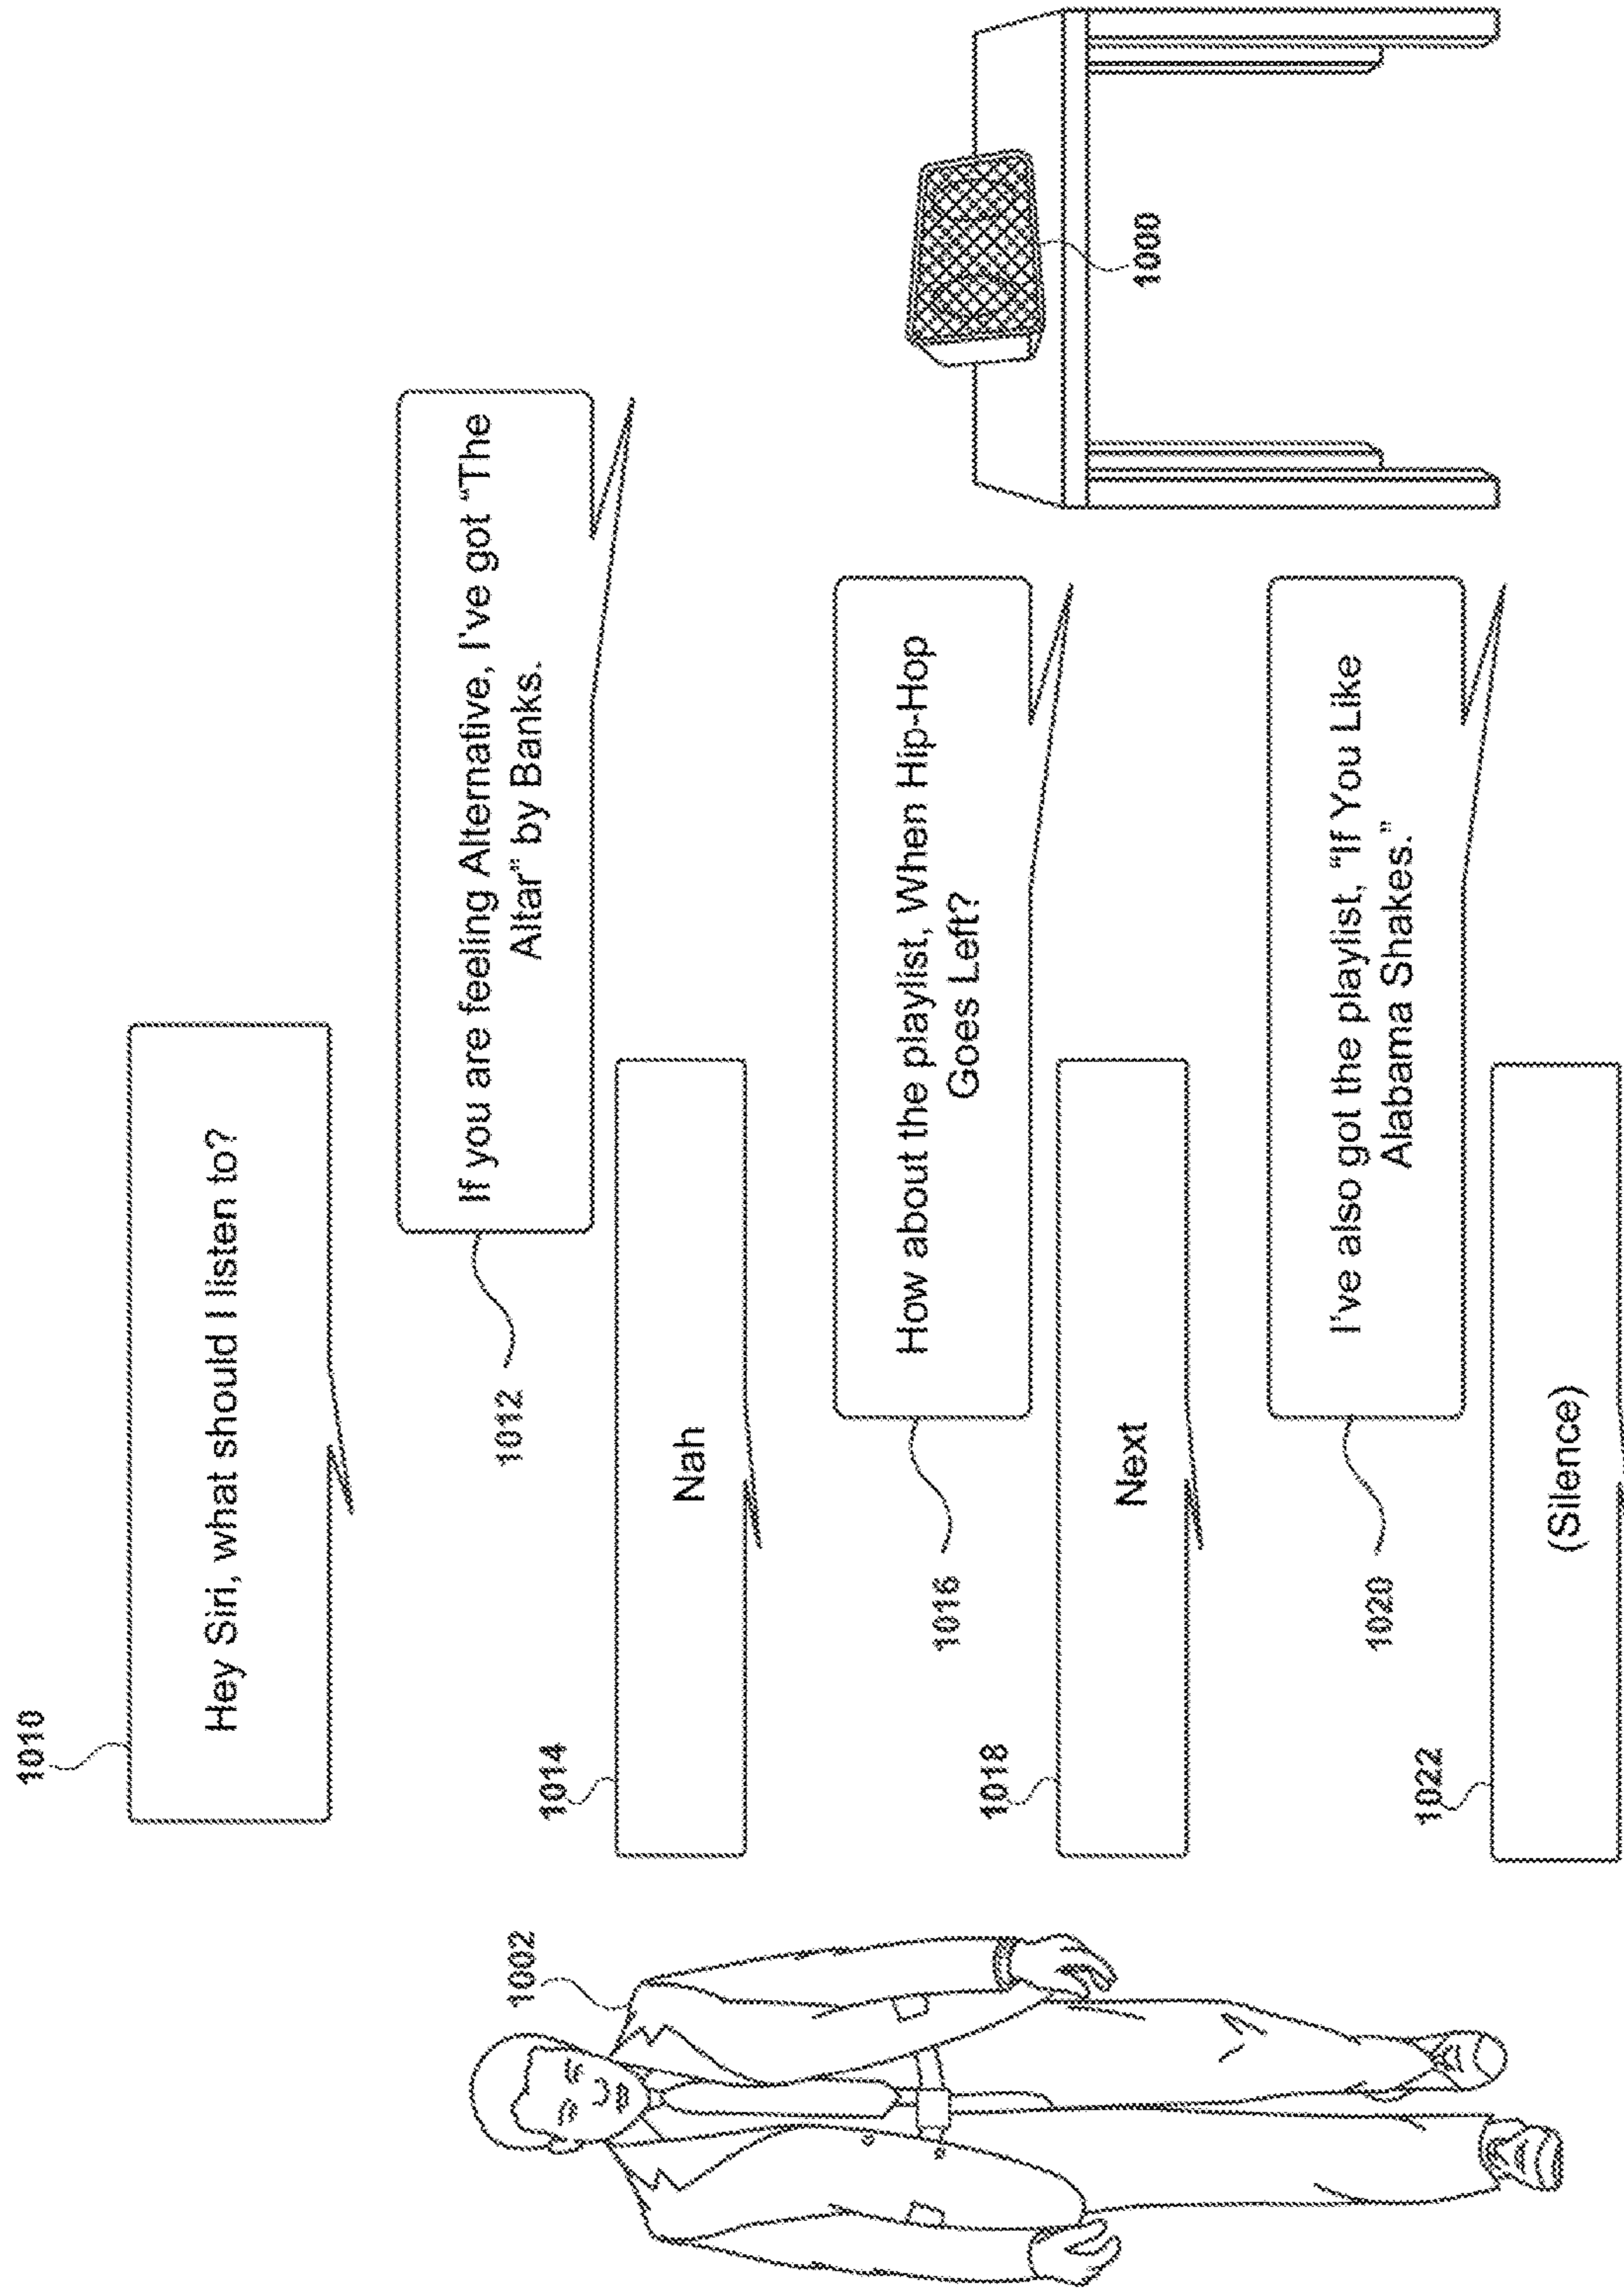 1010
Hey Siri, what should I listen to?
1012
If you are feeling Alternative, I've got “The
Altar” by Banks.
1002
1014
Nah
1016
How about the playlist, When Hip-Hop
Goes Left?
1000
1018
Next
1020
I've also got the playlist, “If You Like
Alabama Shakes.”
1022
(Silence)